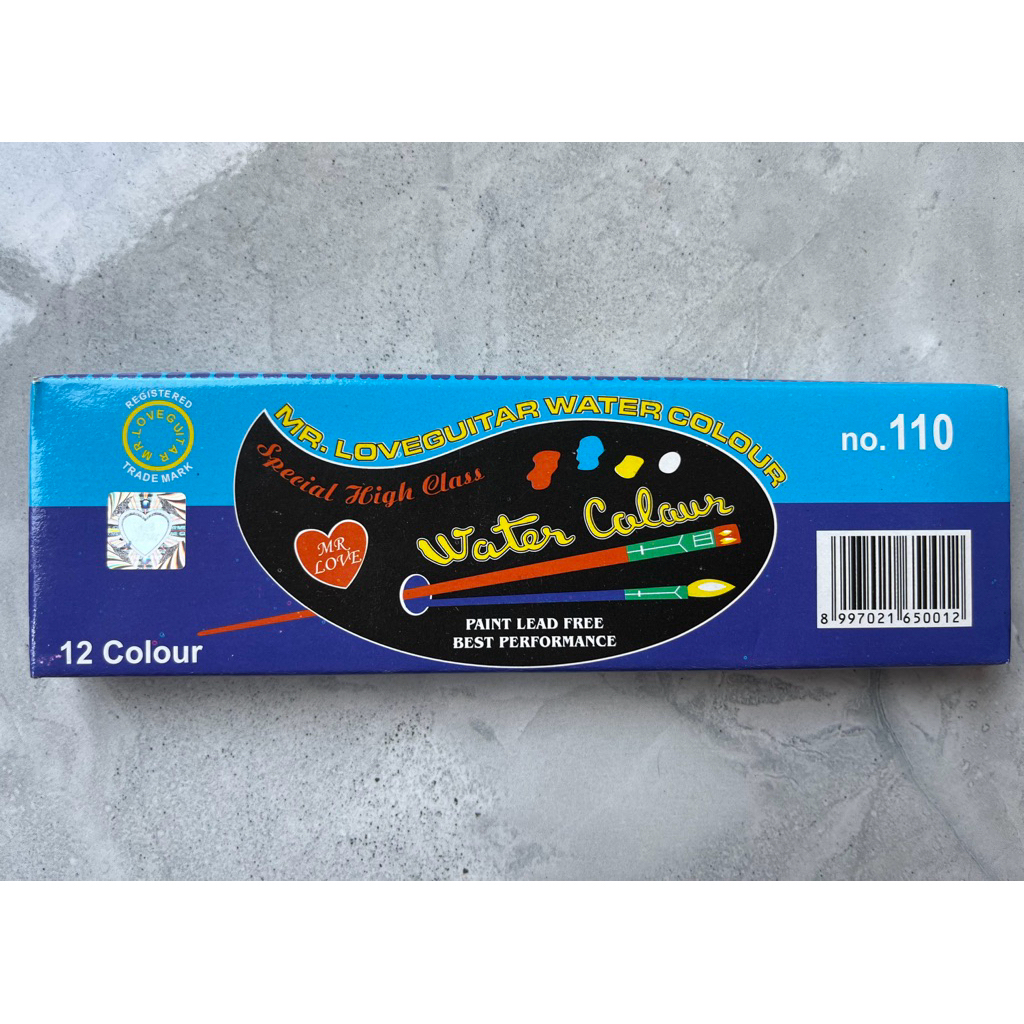 REGISTERED
MR. LOVEGUITAR
TRADE MARK
MR. LOVEGUITAR WATER COLOUR
Special High Class
no.110
MR.
LOVE
Water Colour
PAINT LEAD FREE
BEST PERFORMANCE
12 Colour
8 997021 650012